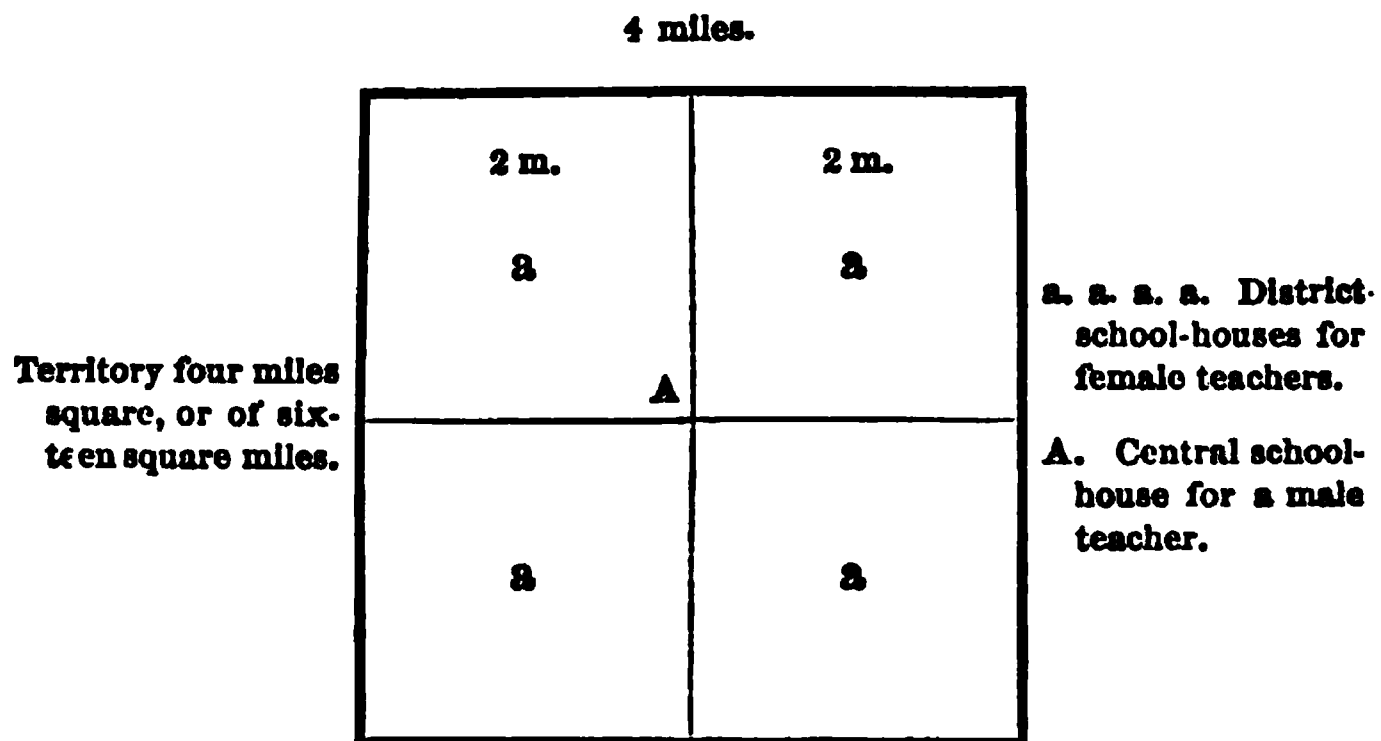 4 miles.
2 m.
2 m.
a
a
a. a. a. a. District-
school-houses for
female teachers.
Territory four miles
square, or of six-
teen square miles.
A
A. Central school-
house for a male
teacher.
a
a